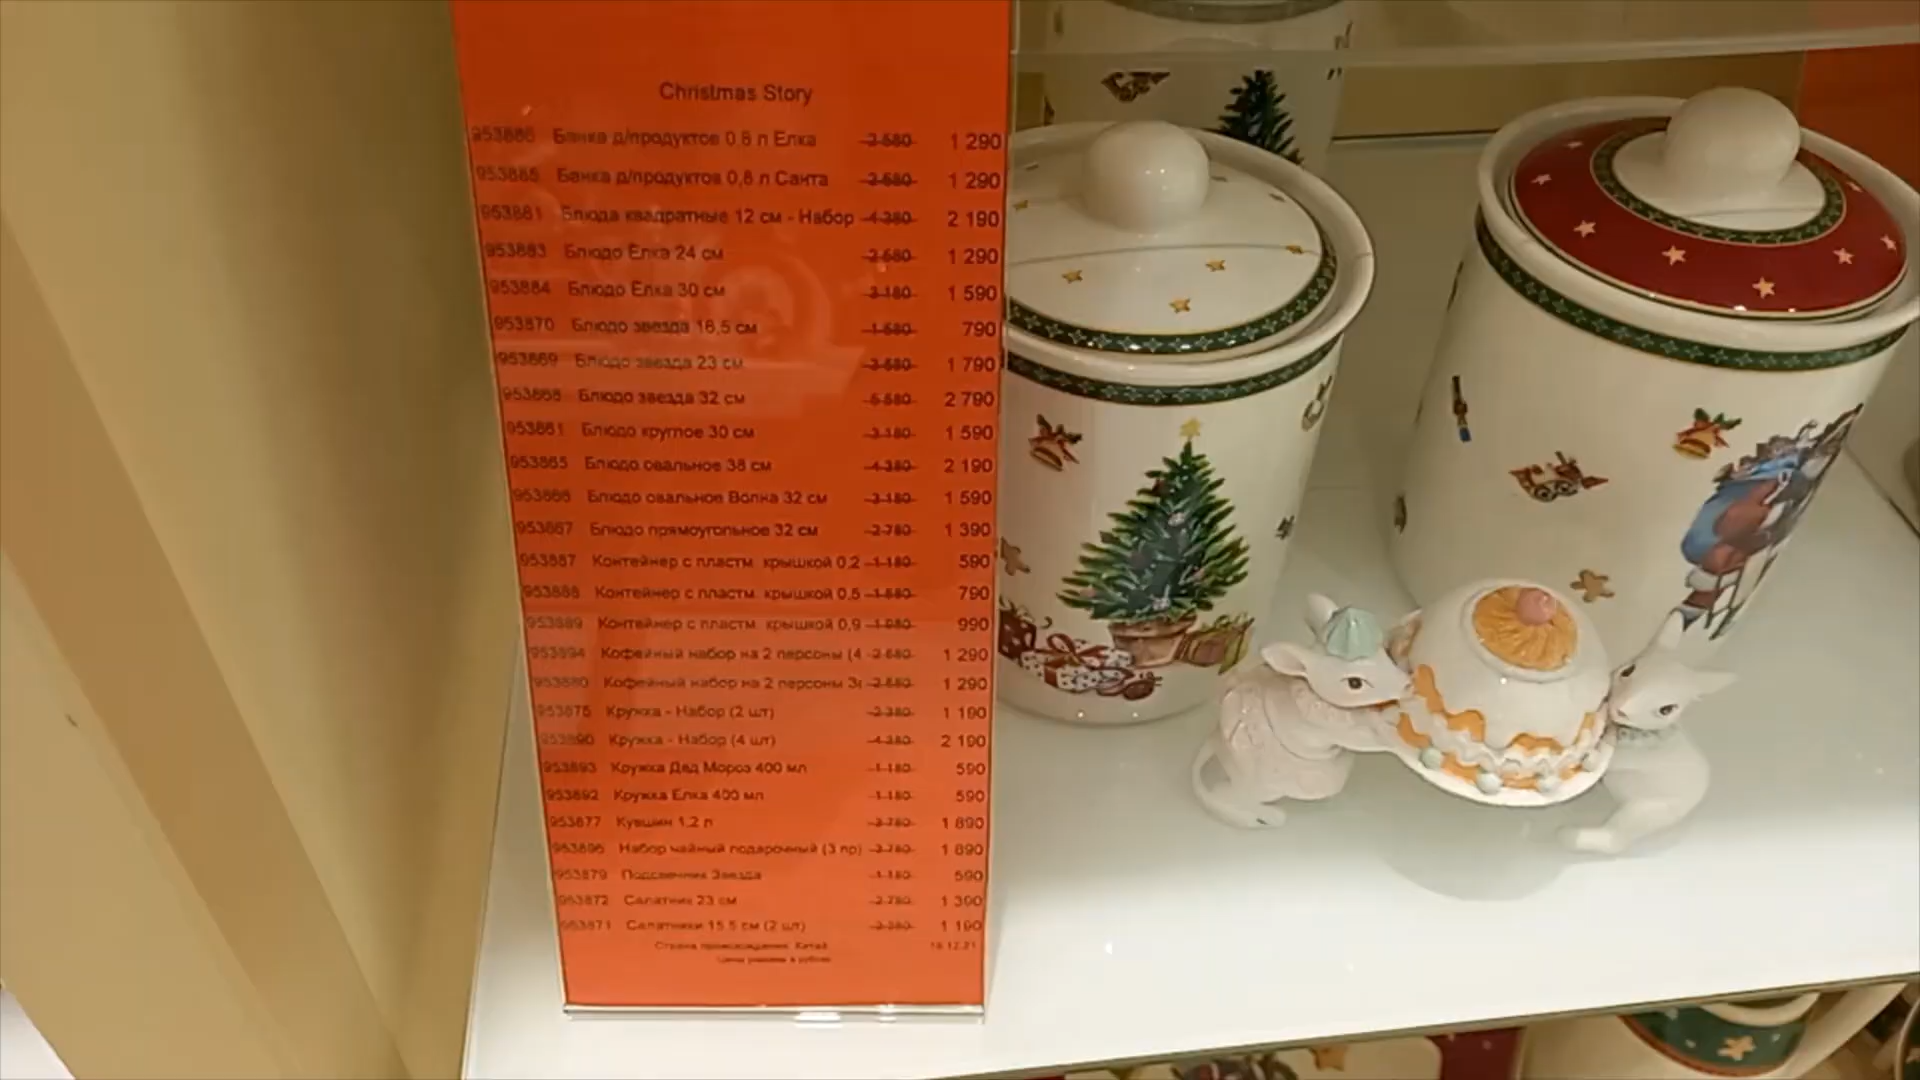 Christmas Story
953886 Банка д/продуктов 0,8 л Елка 2 580 1 290
953885 Банка д/продуктов 0,8 л Санта 2 580 1 290
953881 Блюда квадратные 12 см - Набор 4 380 2 190
953883 Блюдо Елка 24 см 2 580 1 290
953884 Блюдо Елка 30 см 3 180 1 590
953870 Блюдо звезда 18,5 см 1 580 790
953869 Блюдо звезда 23 см 3 580 1 790
953868 Блюдо звезда 32 см 5 580 2 790
953861 Блюдо круглое 30 см 3 180 1 590
953865 Блюдо овальное 38 см 4 380 2 190
953866 Блюдо овальное Волна 32 см 3 180 1 590
953867 Блюдо прямоугольное 32 см 2 780 1 390
953887 Контейнер с пластм. крышкой 0,2 1 180 590
953888 Контейнер с пластм. крышкой 0,5 1 580 790
953889 Контейнер с пластм. крышкой 0,9 1 980 990
953894 Кофейный набор на 2 персоны (4 2 580 1 290
953880 Кофейный набор на 2 персоны 2 580 1 290
953875 Кружка - Набор (2 шт) 2 380 1 190
953890 Кружка - Набор (4 шт) 4 380 2 190
953893 Кружка Дед Мороз 400 мл 1 180 590
953892 Кружка Елка 400 мл 1 180 590
953877 Кувшин 1,2 л 3 780 1 890
953896 Набор чайный подарочный (3 пр) 3 780 1 890
953879 Подсвечник Звезда 1 180 590
953872 Салатник 23 см 2 780 1 390
953871 Салатники 15,5 см (2 шт) 2 380 1 190
Страна происхождения: Китай 18.12.21
Цены указаны в рублях